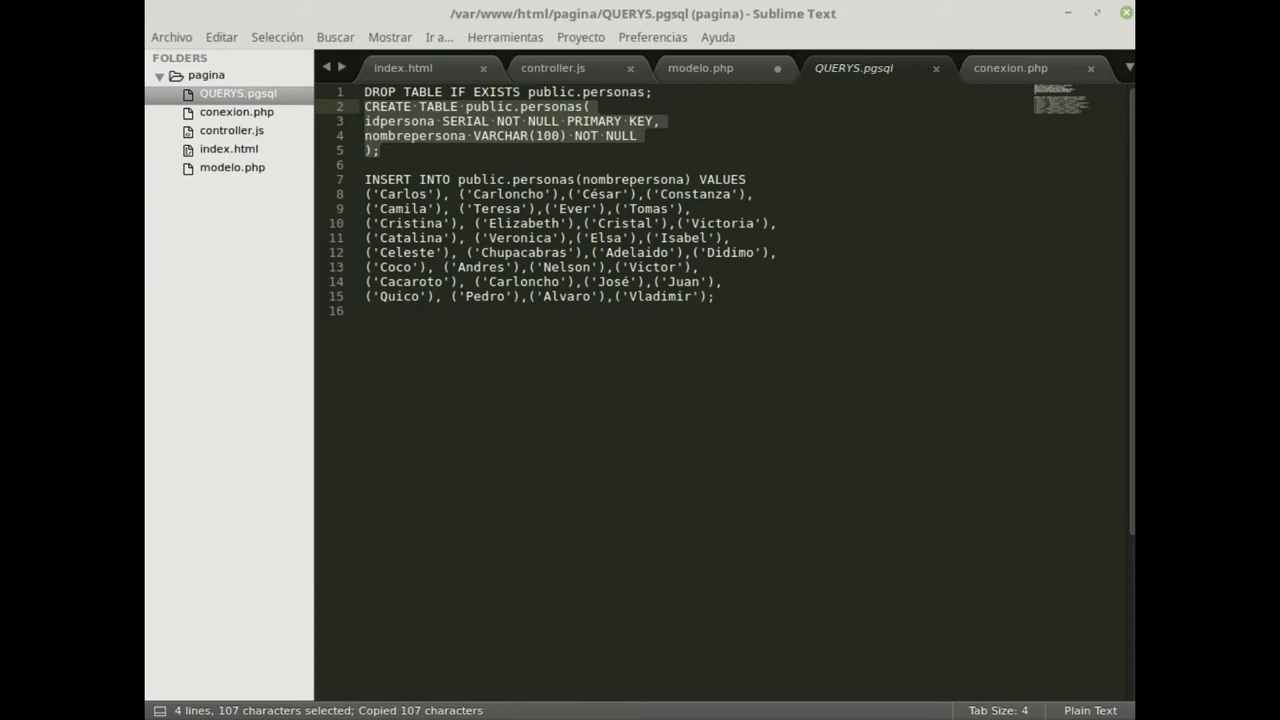 /var/www/html/pagina/QUERYS.pgsql (pagina) - Sublime Text
Archivo Editar Selección Buscar Mostrar Ir a... Herramientas Proyecto Preferencias Ayuda
FOLDERS
pagina
QUERYS.pgsql
conexion.php
controller.js
index.html
modelo.php
index.html controller.js modelo.php QUERYS.pgsql conexion.php
1 DROP TABLE IF EXISTS public.personas;
2 CREATE TABLE public.personas(
3 idpersona SERIAL NOT NULL PRIMARY KEY,
4 nombrepersona VARCHAR(100) NOT NULL
5 );
6
7 INSERT INTO public.personas(nombrepersona) VALUES
8 ('Carlos'), ('Carloncho'),('César'),('Constanza'),
9 ('Camila'), ('Teresa'),('Ever'),('Tomas'),
10 ('Cristina'), ('Elizabeth'),('Cristal'),('Victoria'),
11 ('Catalina'), ('Veronica'),('Elsa'),('Isabel'),
12 ('Celeste'), ('Chupacabras'),('Adelaido'),('Didimo'),
13 ('Coco'), ('Andres'),('Nelson'),('Victor'),
14 ('Cacaroto'), ('Carloncho'),('José'),('Juan'),
15 ('Quico'), ('Pedro'),('Alvaro'),('Vladimir');
16
4 lines, 107 characters selected; Copied 107 characters
Tab Size: 4 Plain Text